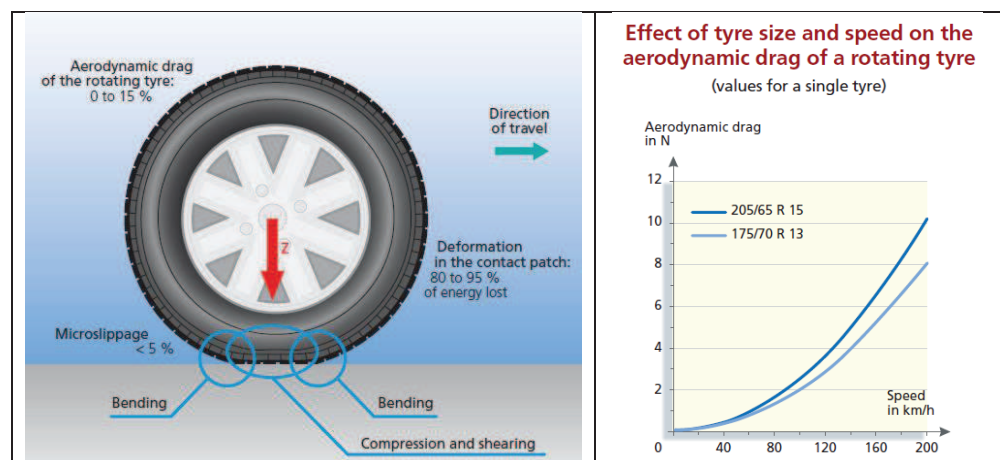 Aerodynamic drag
of the rotating tyre:
0 to 15 %
Direction
of travel
Z
Deformation
in the contact patch:
80 to 95 %
of energy lost
Microslippage
< 5 %
Bending
Bending
Compression and shearing
Effect of tyre size and speed on the
aerodynamic drag of a rotating tyre
(values for a single tyre)
Aerodynamic drag
in N
12
10
8
6
4
2
205/65 R 15
175/70 R 13
Speed
in km/h
0 40 80 120 160 200